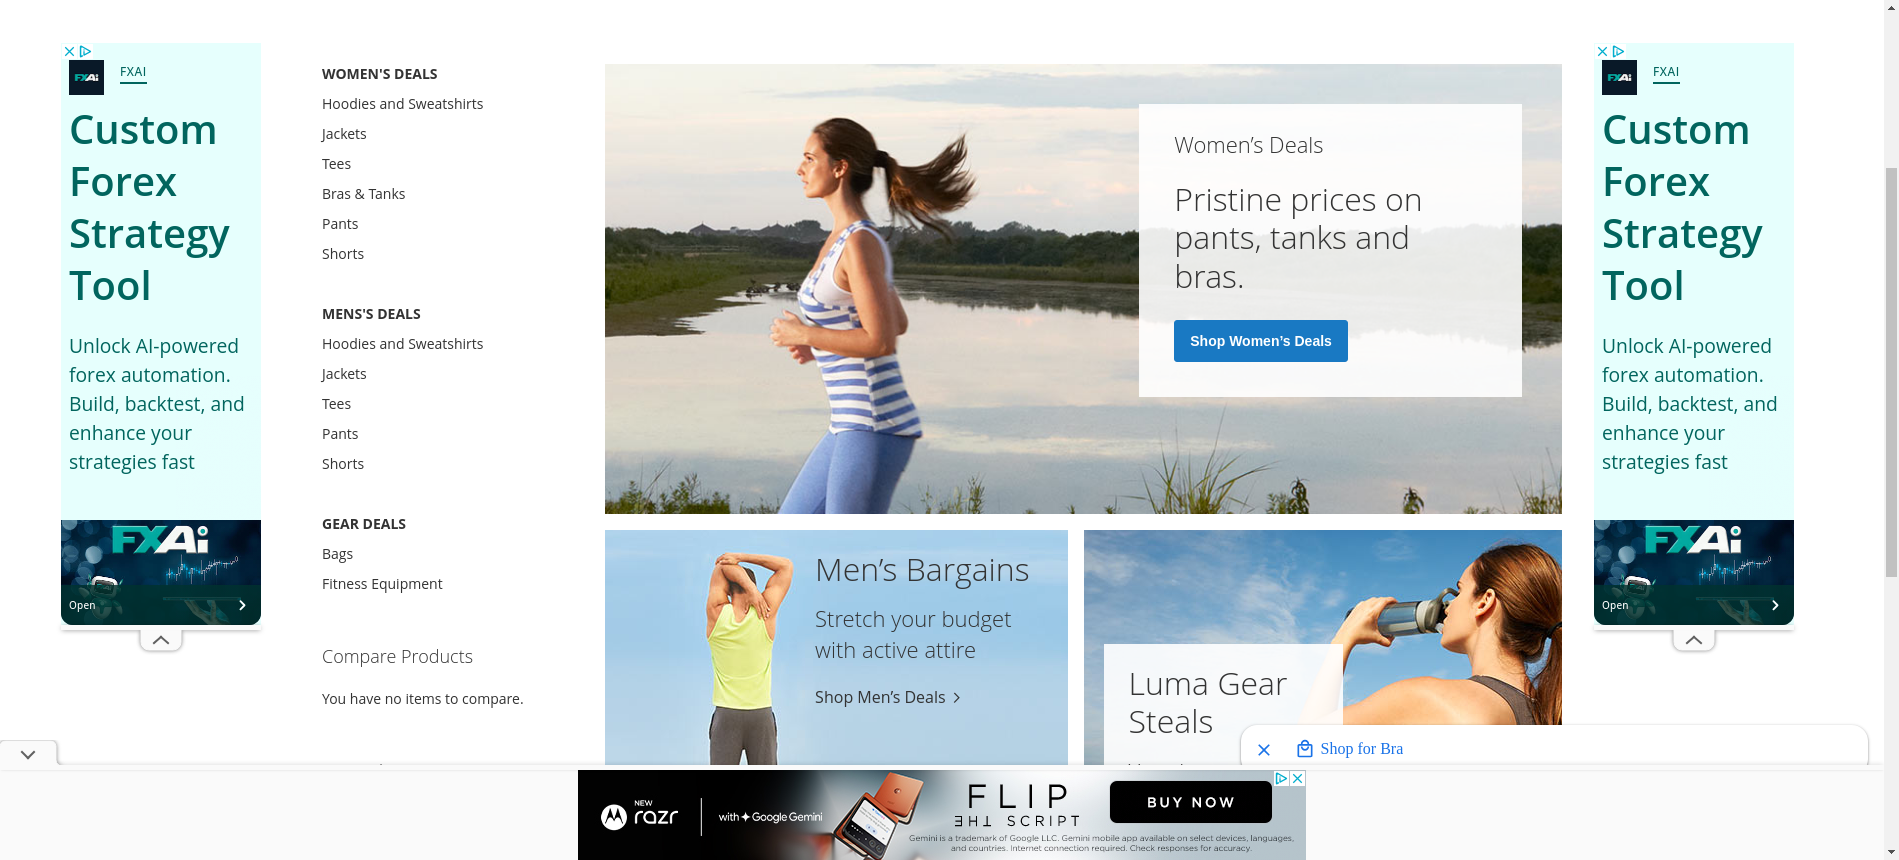 FXAI
Custom
Forex
Strategy
Tool
Unlock AI-powered
forex automation.
Build, backtest, and
enhance your
strategies fast
FXAi
Open
WOMEN'S DEALS
Hoodies and Sweatshirts
Jackets
Tees
Bras & Tanks
Pants
Shorts
MENS'S DEALS
Hoodies and Sweatshirts
Jackets
Tees
Pants
Shorts
GEAR DEALS
Bags
Fitness Equipment
Compare Products
You have no items to compare.
Women’s Deals
Pristine prices on
pants, tanks and
bras.
Shop Women’s Deals
Men’s Bargains
Stretch your budget
with active attire
Shop Men’s Deals
Luma Gear
Steals
FXAI
Custom
Forex
Strategy
Tool
Unlock AI-powered
forex automation.
Build, backtest, and
enhance your
strategies fast
FXAi
Open
Shop for Bra
NEW
razr
with Google Gemini
FLIP
THE SCRIPT
BUY NOW
Gemini is a trademark of Google LLC. Gemini mobile app available on select devices, languages,
and countries. Internet connection required. Check responses for accuracy.